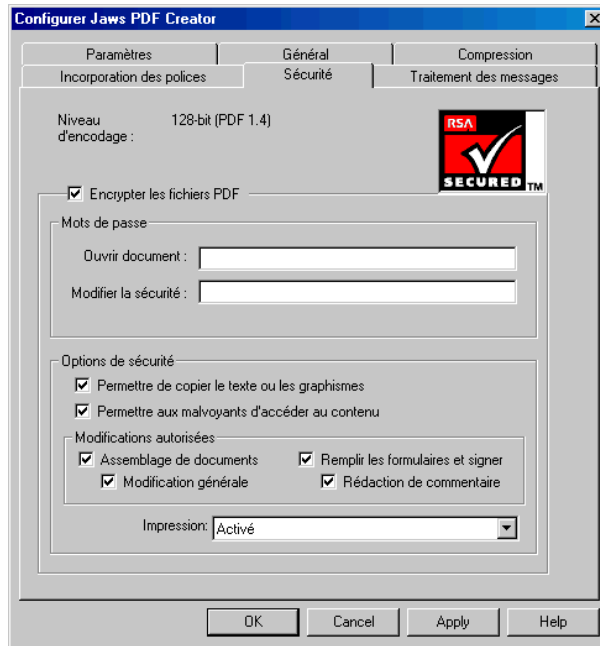 Configurer Jaws PDF Creator
Paramètres Général Compression
Incorporation des polices Sécurité Traitement des messages
Niveau d'encodage : 128-bit (PDF 1.4)
RSA
SECURED TM
Encrypter les fichiers PDF
Mots de passe
Ouvrir document :
Modifier la sécurité :
Options de sécurité
Permettre de copier le texte ou les graphismes
Permettre aux malvoyants d'accéder au contenu
Modifications autorisées
Assemblage de documents Remplir les formulaires et signer
Modification générale Rédaction de commentaire
Impression: Activé
OK Cancel Apply Help